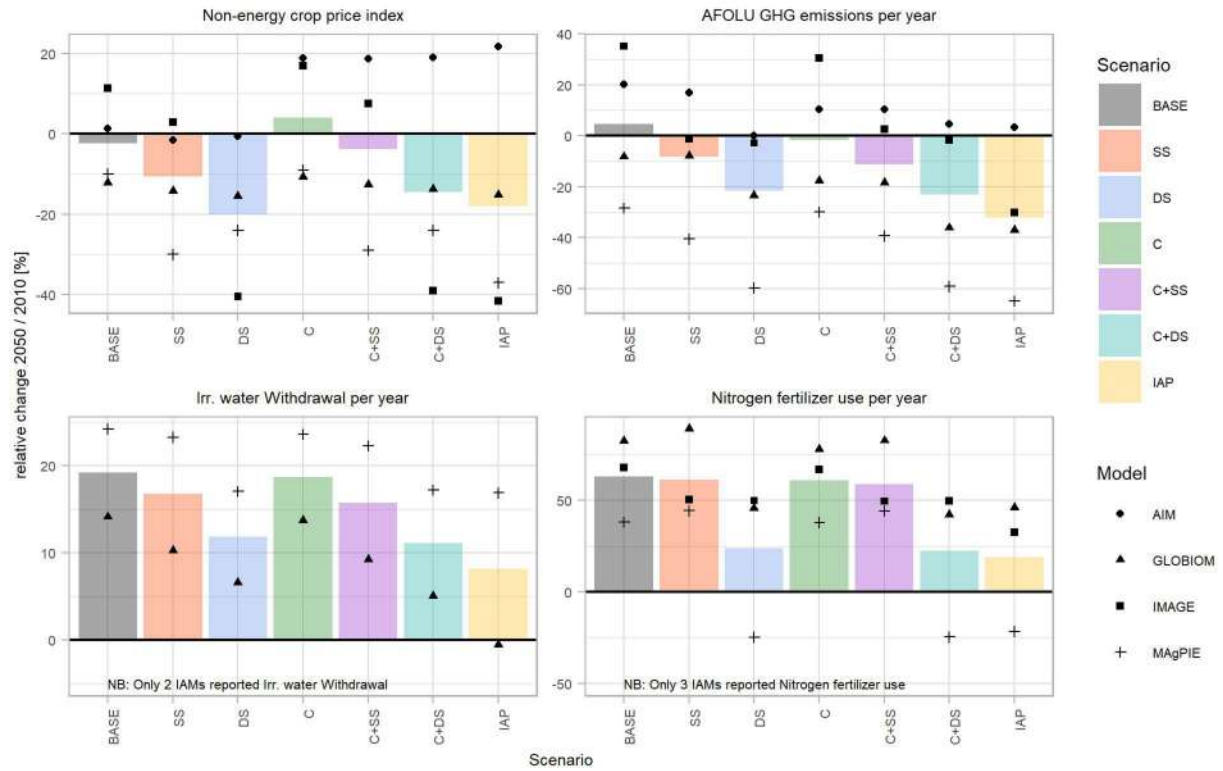 Non-energy crop price index
AFOLU GHG emissions per year
20
0
-20
-40
40
20
0
-20
-40
-60
BASE
SS
DS
C
C+SS
C+DS
IAP
BASE
SS
DS
C
C+SS
C+DS
IAP
relative change 2050 / 2010 [%]
Irr. water Withdrawal per year
Nitrogen fertilizer use per year
20
10
0
50
0
-50
NB: Only 2 IAMs reported Irr. water Withdrawal
NB: Only 3 IAMs reported Nitrogen fertilizer use
BASE
SS
DS
C
C+SS
C+DS
IAP
BASE
SS
DS
C
C+SS
C+DS
IAP
Scenario
Scenario
BASE
SS
DS
C
C+SS
C+DS
IAP
Model
AIM
GLOBIOM
IMAGE
MAgPIE